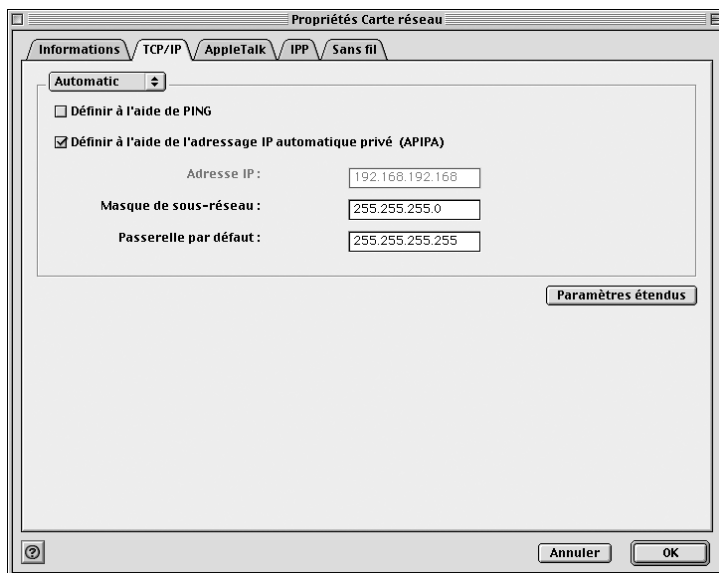 Propriétés Carte réseau
Informations TCP/IP AppleTalk IPP Sans fil
Automatic
Définir à l'aide de PING
Définir à l'aide de l'adressage IP automatique privé (APIPA)
Adresse IP : 192.168.192.168
Masque de sous-réseau : 255.255.255.0
Passerelle par défaut : 255.255.255.255
Paramètres étendus
? Annuler OK